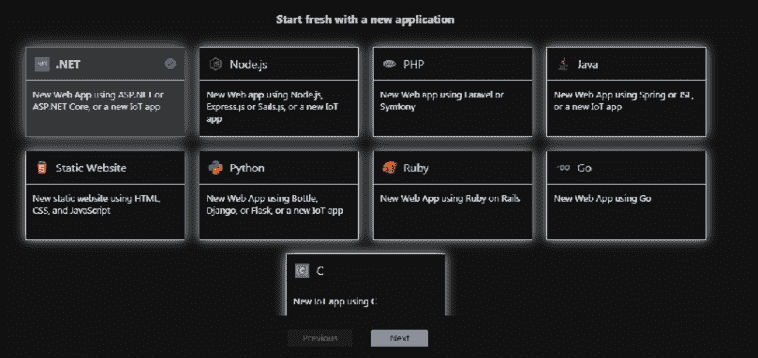 Start fresh with a new application
.NET
New Web App using ASP.NET or
ASP.NET Core, or a new IoT app
Node.js
New Web app using Node.js,
Express.js or Sails.js, or a new IoT
app
PHP
New Web app using Laravel or
Symfony
Java
New Web App using Spring or JSF,
or a new IoT app
Static Website
New static website using HTML,
CSS, and JavaScript
Python
New Web App using Bottle,
Django, or Flask, or a new IoT app
Ruby
New Web App using Ruby on Rails
Go
New Web App using Go
C
New IoT app using C
Previous
Next